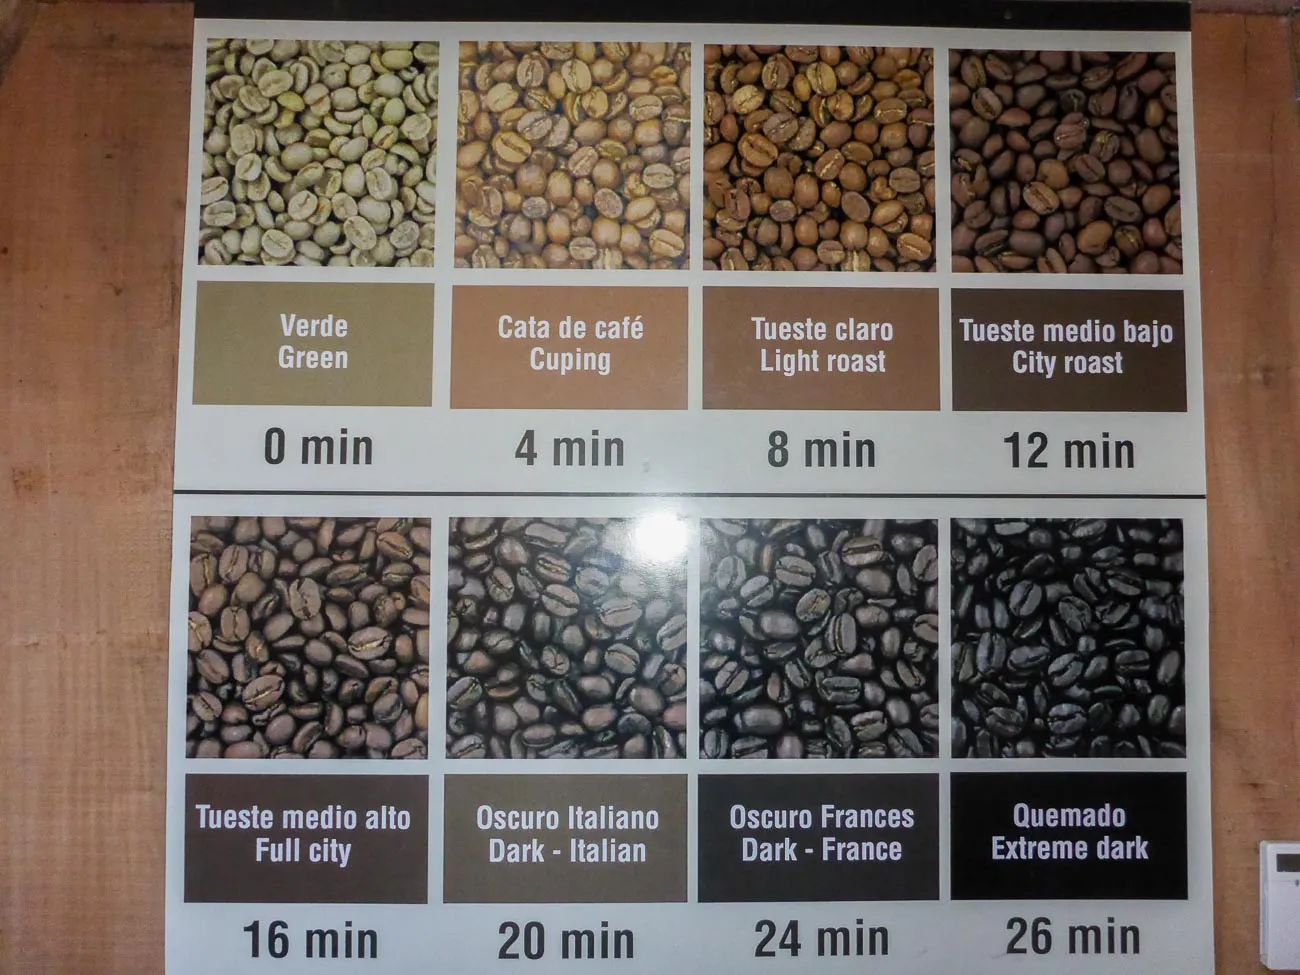 Verde
Green
Cata de café
Cuping
Tueste claro
Light roast
Tueste medio bajo
City roast
0 min
4 min
8 min
12 min
Tueste medio alto
Full city
Oscuro Italiano
Dark - Italian
Oscuro Frances
Dark - France
Quemado
Extreme dark
16 min
20 min
24 min
26 min